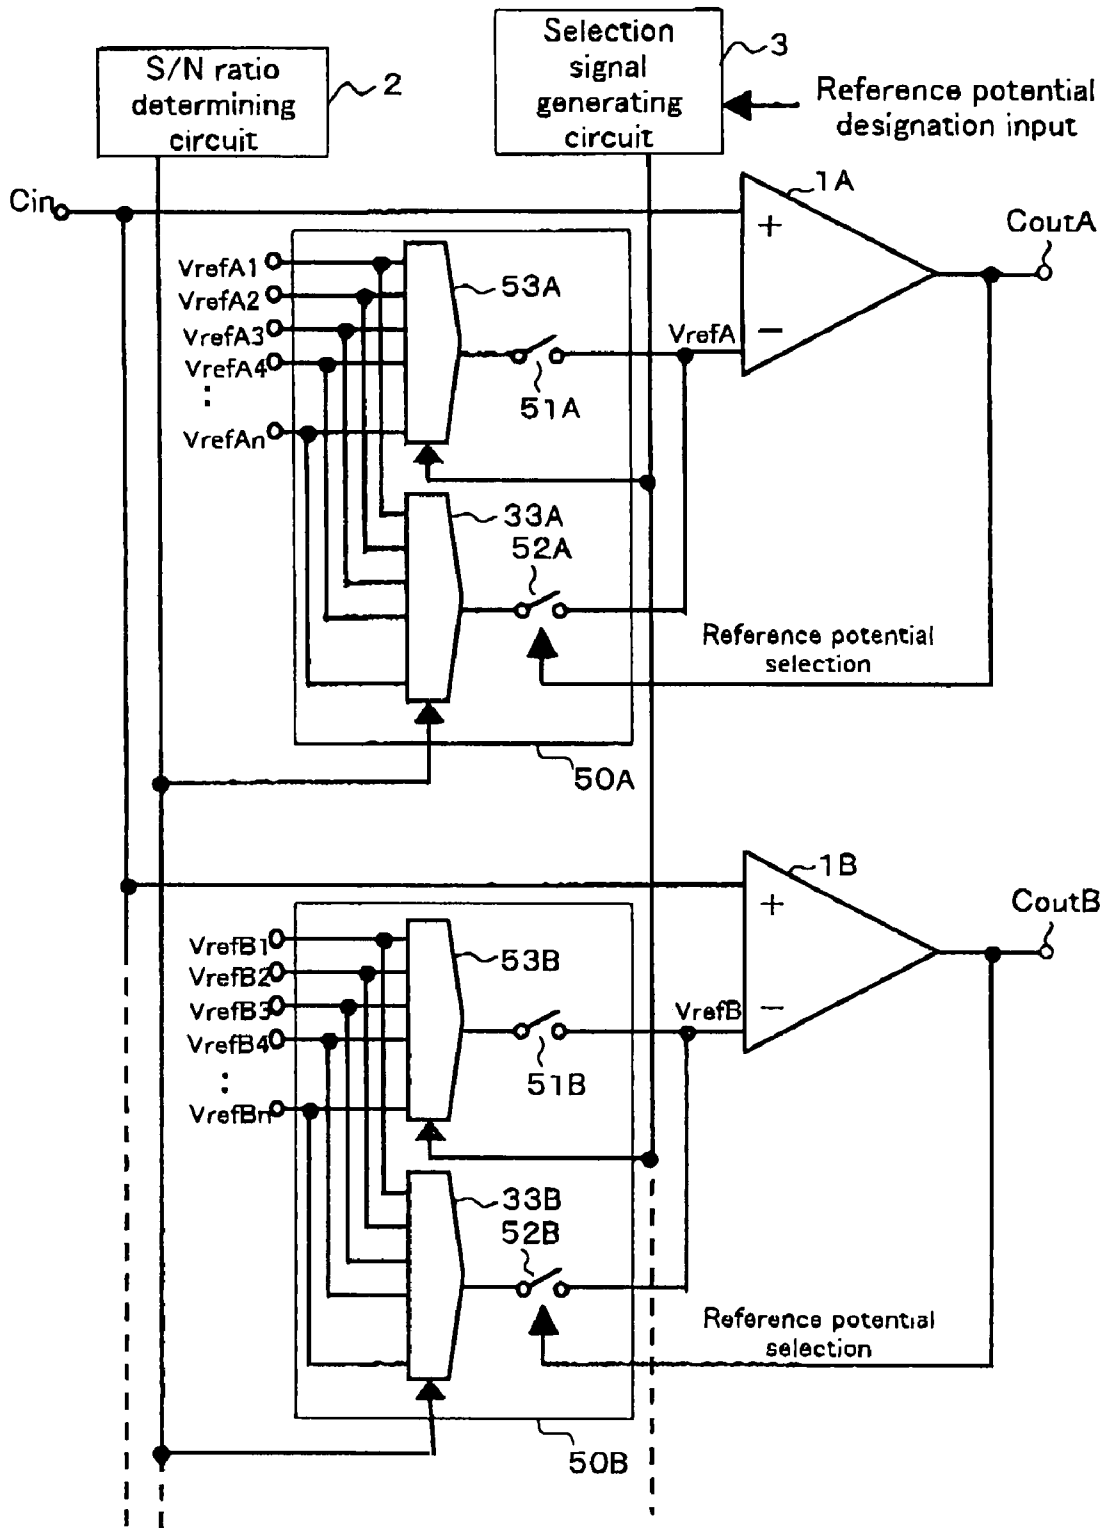 S/N ratio
determining
circuit
2
Selection
signal
generating
circuit
3
Reference potential
designation input
Cin
1A
+
−
CoutA
VrefA1
VrefA2
VrefA3
VrefA4
:
VrefAn
53A
51A
VrefA
33A
52A
Reference potential
selection
50A
1B
+
−
CoutB
VrefB1
VrefB2
VrefB3
VrefB4
:
VrefBn
53B
51B
VrefB
33B
52B
Reference potential
selection
50B